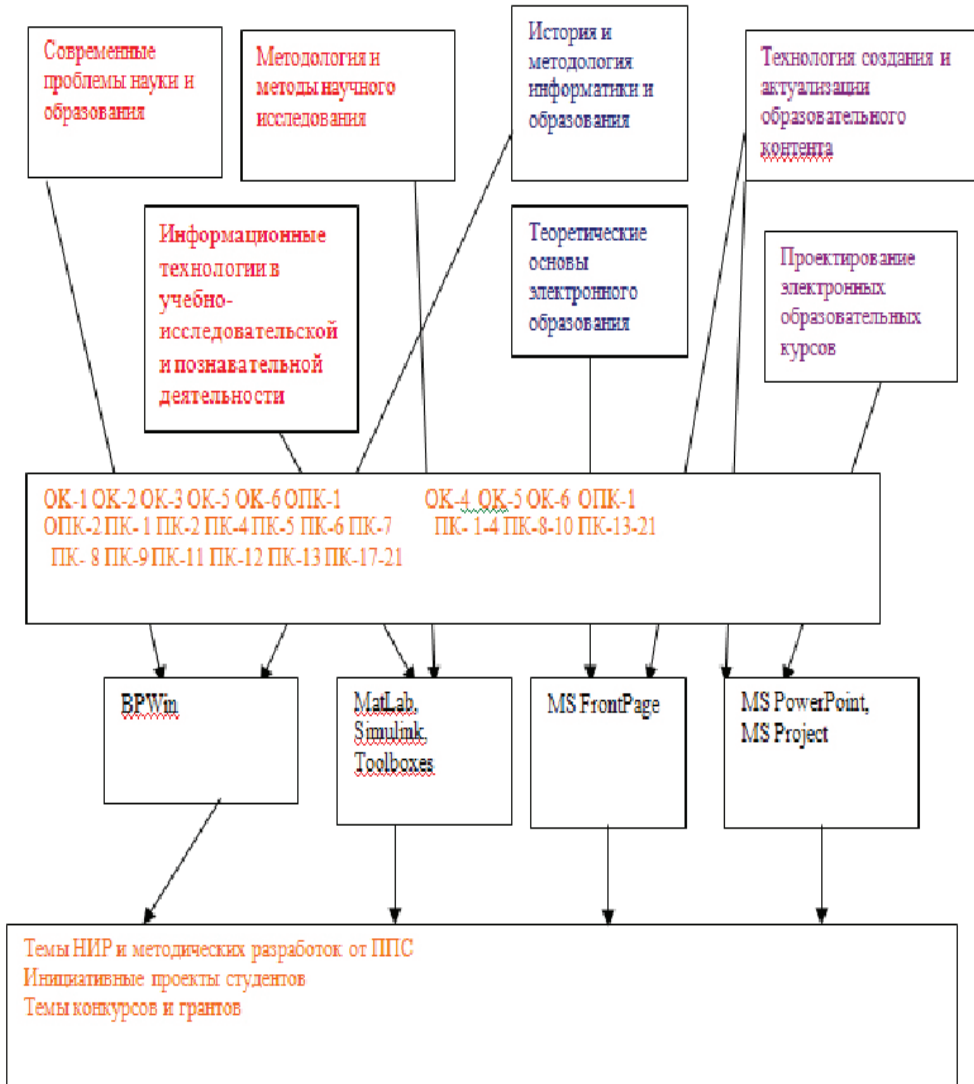 Современные
проблемы науки и
образования
Методология и
методы научного
исследования
История и
методология
информатики и
образования
Технология создания и
актуализации
образовательного
контента
Информационные
технологии в
учебно-
исследовательской
и познавательной
деятельности
Теоретические
основы
электронного
образования
Проектирование
электронных
образовательных
курсов
ОК-1 ОК-2 ОК-3 ОК-5 ОК-6 ОПК-1
ОПК-2 ПК- 1 ПК-2 ПК-4 ПК-5 ПК-6 ПК-7
ПК- 8 ПК-9 ПК-11 ПК-12 ПК-13 ПК-17-21
ОК-4 ОК-5 ОК-6 ОПК-1
ПК- 1-4 ПК-8-10 ПК-13-21
BPWin
MatLab,
Simulink,
Toolboxes
MS FrontPage
MS PowerPoint,
MS Project
Темы НИР и методических разработок от ППС
Инициативные проекты студентов
Темы конкурсов и грантов